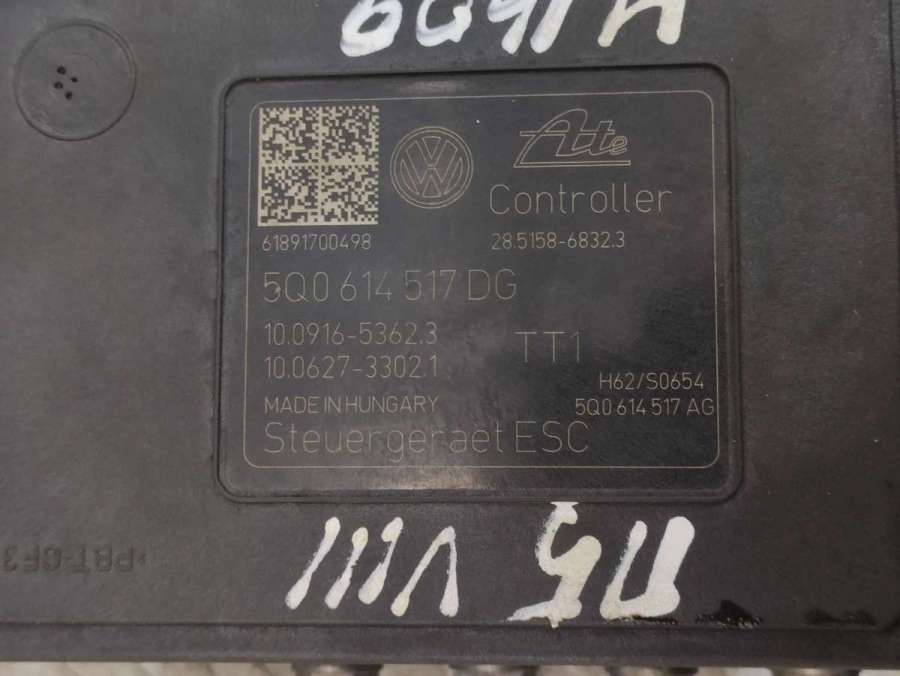 Ate
Controller
61891700498
28.5158-6832.3
5Q0 614 517 DG
10.0916-5362.3
10.0627-3302.1
TT1
H62/S0654
MADE IN HUNGARY
5Q0 614 517 AG
Steuergeraet ESC